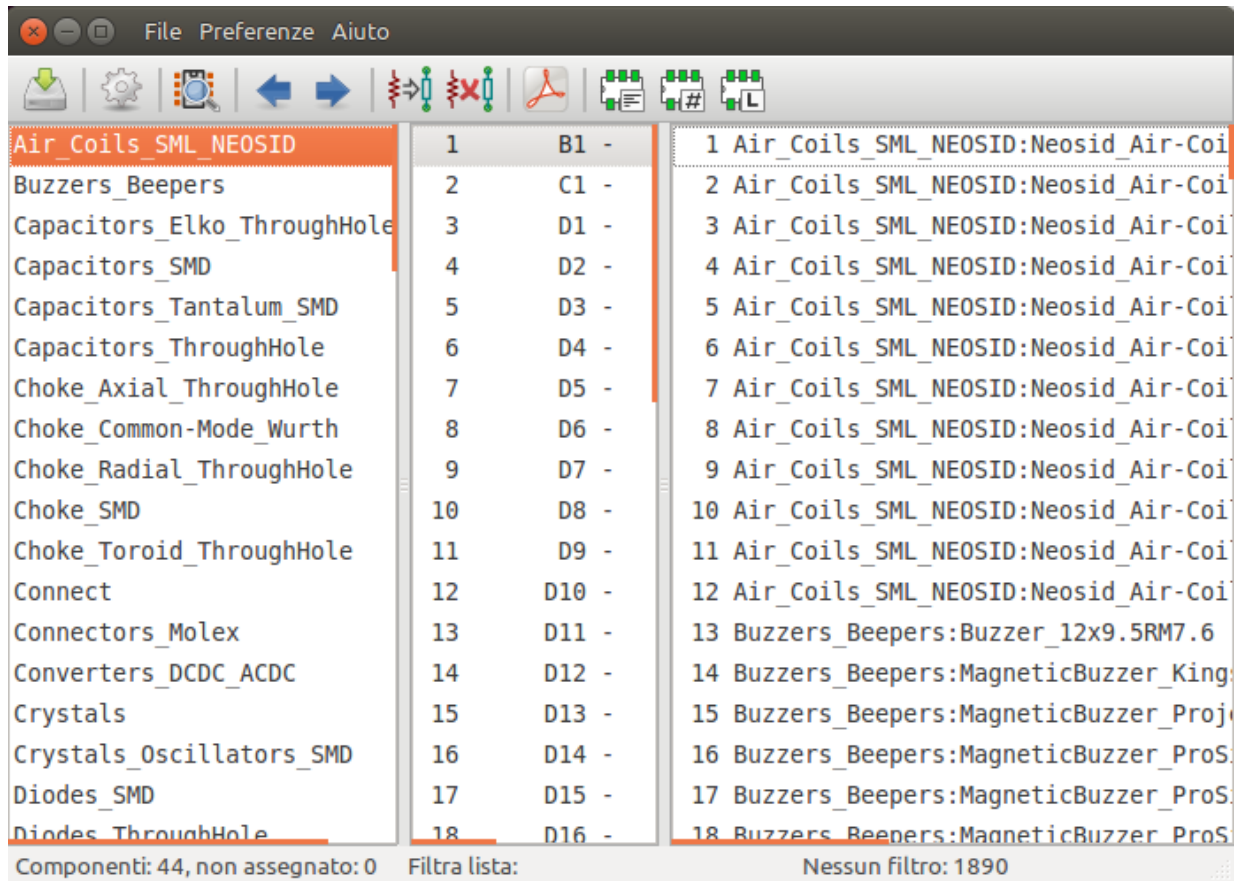 File Preferenze Aiuto
Air_Coils_SML_NEOSID
Buzzers_Beepers
Capacitors_Elko_ThroughHole
Capacitors_SMD
Capacitors_Tantalum_SMD
Capacitors_ThroughHole
Choke_Axial_ThroughHole
Choke_Common-Mode_Wurth
Choke_Radial_ThroughHole
Choke_SMD
Choke_Toroid_ThroughHole
Connect
Connectors_Molex
Converters_DCDC_ACDC
Crystals
Crystals_Oscillators_SMD
Diodes_SMD
Diodes_ThroughHole
1 B1 -
2 C1 -
3 D1 -
4 D2 -
5 D3 -
6 D4 -
7 D5 -
8 D6 -
9 D7 -
10 D8 -
11 D9 -
12 D10 -
13 D11 -
14 D12 -
15 D13 -
16 D14 -
17 D15 -
18 D16 -
1 Air_Coils_SML_NEOSID:Neosid_Air-Coi
2 Air_Coils_SML_NEOSID:Neosid_Air-Coi
3 Air_Coils_SML_NEOSID:Neosid_Air-Coi
4 Air_Coils_SML_NEOSID:Neosid_Air-Coi
5 Air_Coils_SML_NEOSID:Neosid_Air-Coi
6 Air_Coils_SML_NEOSID:Neosid_Air-Coi
7 Air_Coils_SML_NEOSID:Neosid_Air-Coi
8 Air_Coils_SML_NEOSID:Neosid_Air-Coi
9 Air_Coils_SML_NEOSID:Neosid_Air-Coi
10 Air_Coils_SML_NEOSID:Neosid_Air-Coi
11 Air_Coils_SML_NEOSID:Neosid_Air-Coi
12 Air_Coils_SML_NEOSID:Neosid_Air-Coi
13 Buzzers_Beepers:Buzzer_12x9.5RM7.6
14 Buzzers_Beepers:MagneticBuzzer_King
15 Buzzers_Beepers:MagneticBuzzer_Proj
16 Buzzers_Beepers:MagneticBuzzer_ProS
17 Buzzers_Beepers:MagneticBuzzer_ProS
18 Buzzers_Beepers:MagneticBuzzer_ProS
Componenti: 44, non assegnato: 0 Filtra lista: Nessun filtro: 1890